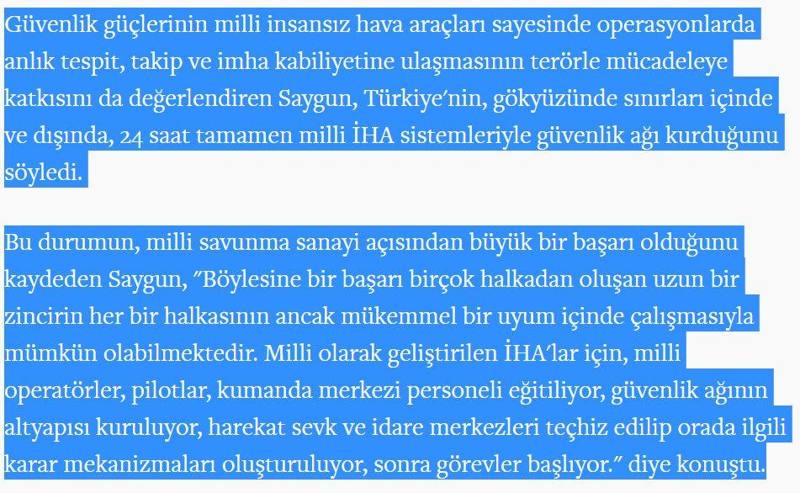 Güvenlik güçlerinin milli insansız hava araçları sayesinde operasyonlarda
anlık tespit, takip ve imha kabiliyetine ulaşmasının terörle mücadeleye
katkısını da değerlendiren Saygun, Türkiye'nin, gökyüzünde sınırları içinde
ve dışında, 24 saat tamamen milli İHA sistemleriyle güvenlik ağı kurduğunu
söyledi.
Bu durumun, milli savunma sanayi açısından büyük bir başarı olduğunu
kaydeden Saygun, "Böylesine bir başarı birçok halkadan oluşan uzun bir
zincirin her bir halkasının ancak mükemmel bir uyum içinde çalışmasıyla
mümkün olabilmektedir. Milli olarak geliştirilen İHA'lar için, milli
operatörler, pilotlar, kumanda merkezi personeli eğitiliyor, güvenlik ağının
altyapısı kuruluyor, harekat sevk ve idare merkezleri teçhiz edilip orada ilgili
karar mekanizmaları oluşturuluyor, sonra görevler başlıyor." diye konuştu.